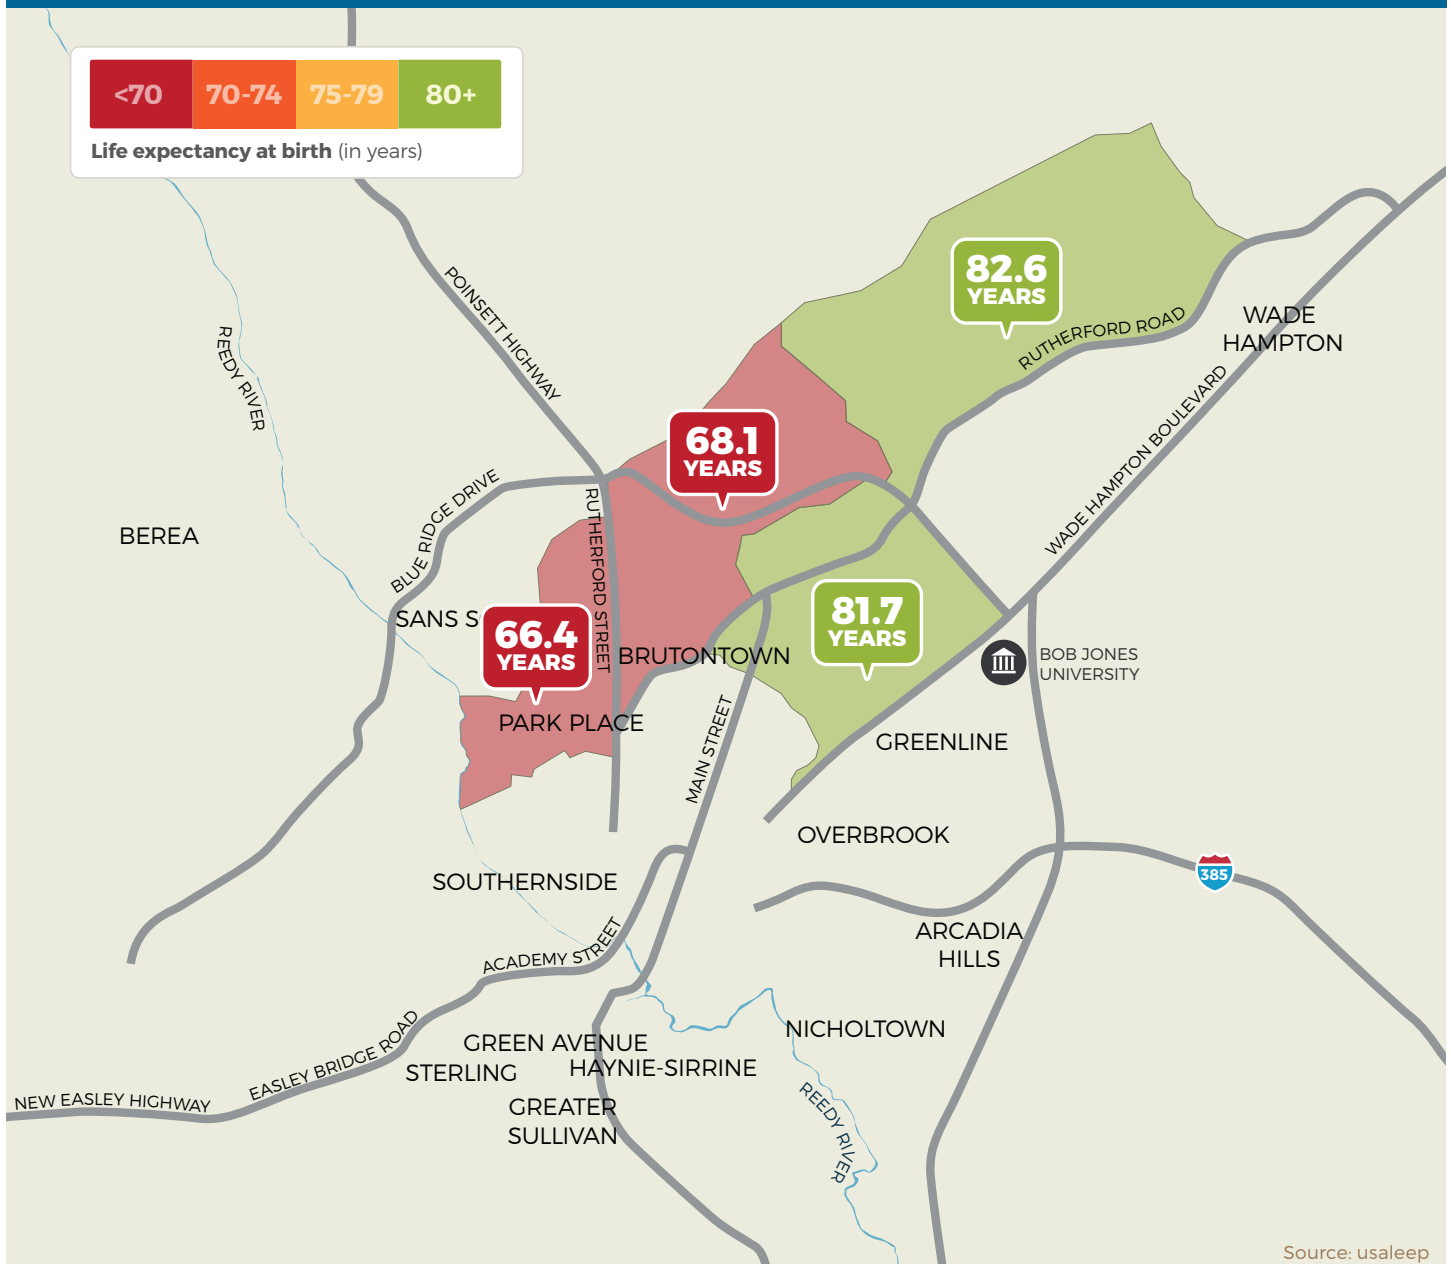 <70 70-74 75-79 80+
Life expectancy at birth (in years)
82.6
YEARS
POINSETT HIGHWAY
RUTHERFORD ROAD
WADE
HAMPTON
REEDY RIVER
WADE HAMPTON BOULEVARD
68.1
YEARS
BLUE RIDGE DRIVE
RUTHERFORD STREET
BEREA
SANS S
66.4
YEARS
81.7
YEARS
BRUTONTOWN
BOB JONES
UNIVERSITY
PARK PLACE
MAIN STREET
GREENLINE
OVERBROOK
385
SOUTHERNSIDE
ACADEMY STREET
ARCADIA
HILLS
NICHOLTOWN
GREEN AVENUE
HAYNIE-SIRRINE
STERLING
EASLEY BRIDGE ROAD
NEW EASLEY HIGHWAY
GREATER
SULLIVAN
REEDY RIVER
Source: usaleep